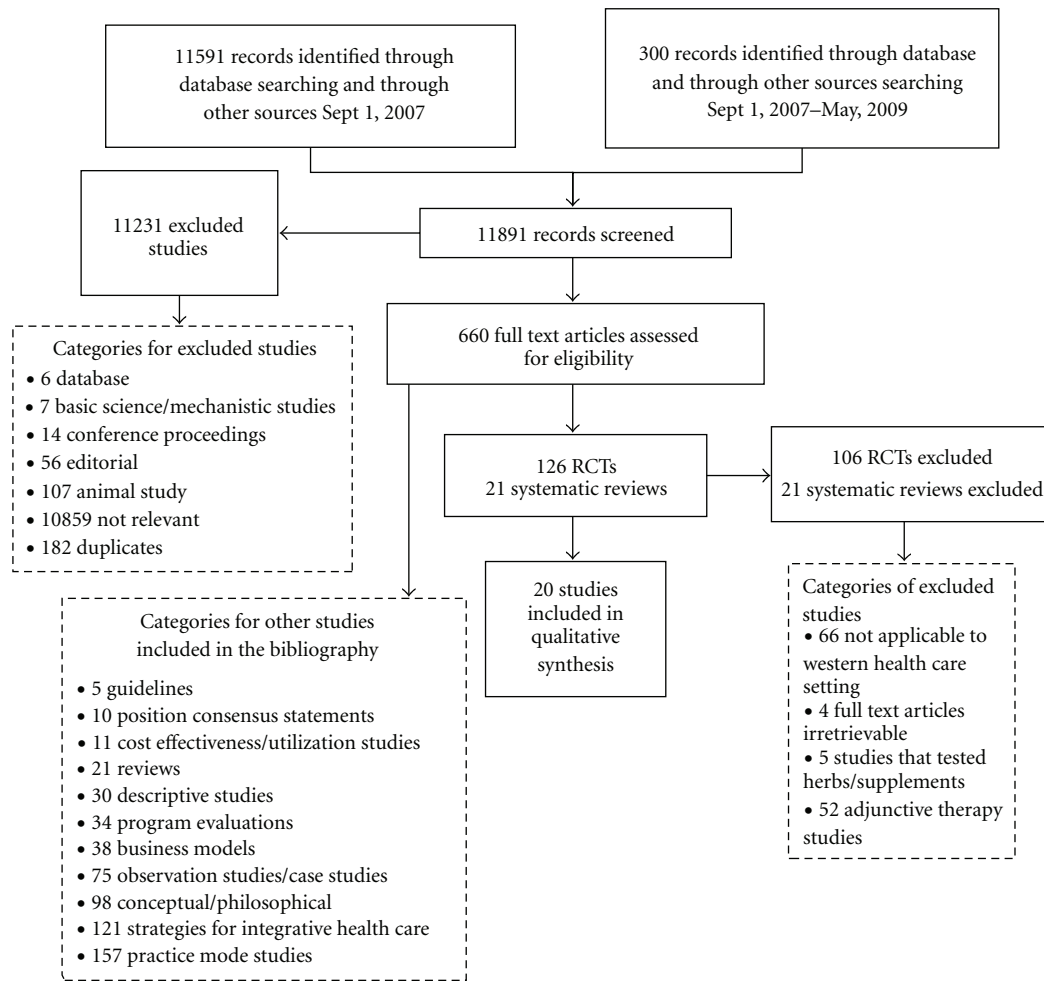 11591 records identified through
database searching and through
other sources Sept 1, 2007
300 records identified through database
and through other sources searching
Sept 1, 2007–May, 2009
11231 excluded
studies
11891 records screened
Categories for excluded studies
• 6 database
• 7 basic science/mechanistic studies
• 14 conference proceedings
• 56 editorial
• 107 animal study
• 10859 not relevant
• 182 duplicates
660 full text articles assessed
for eligibility
126 RCTs
21 systematic reviews
106 RCTs excluded
21 systematic reviews excluded
20 studies
included in
qualitative
synthesis
Categories of excluded
studies
• 66 not applicable to
western health care
setting
• 4 full text articles
irretrievable
• 5 studies that tested
herbs/supplements
• 52 adjunctive therapy
studies
Categories for other studies
included in the bibliography
• 5 guidelines
• 10 position consensus statements
• 11 cost effectiveness/utilization studies
• 21 reviews
• 30 descriptive studies
• 34 program evaluations
• 38 business models
• 75 observation studies/case studies
• 98 conceptual/philosophical
• 121 strategies for integrative health care
• 157 practice mode studies